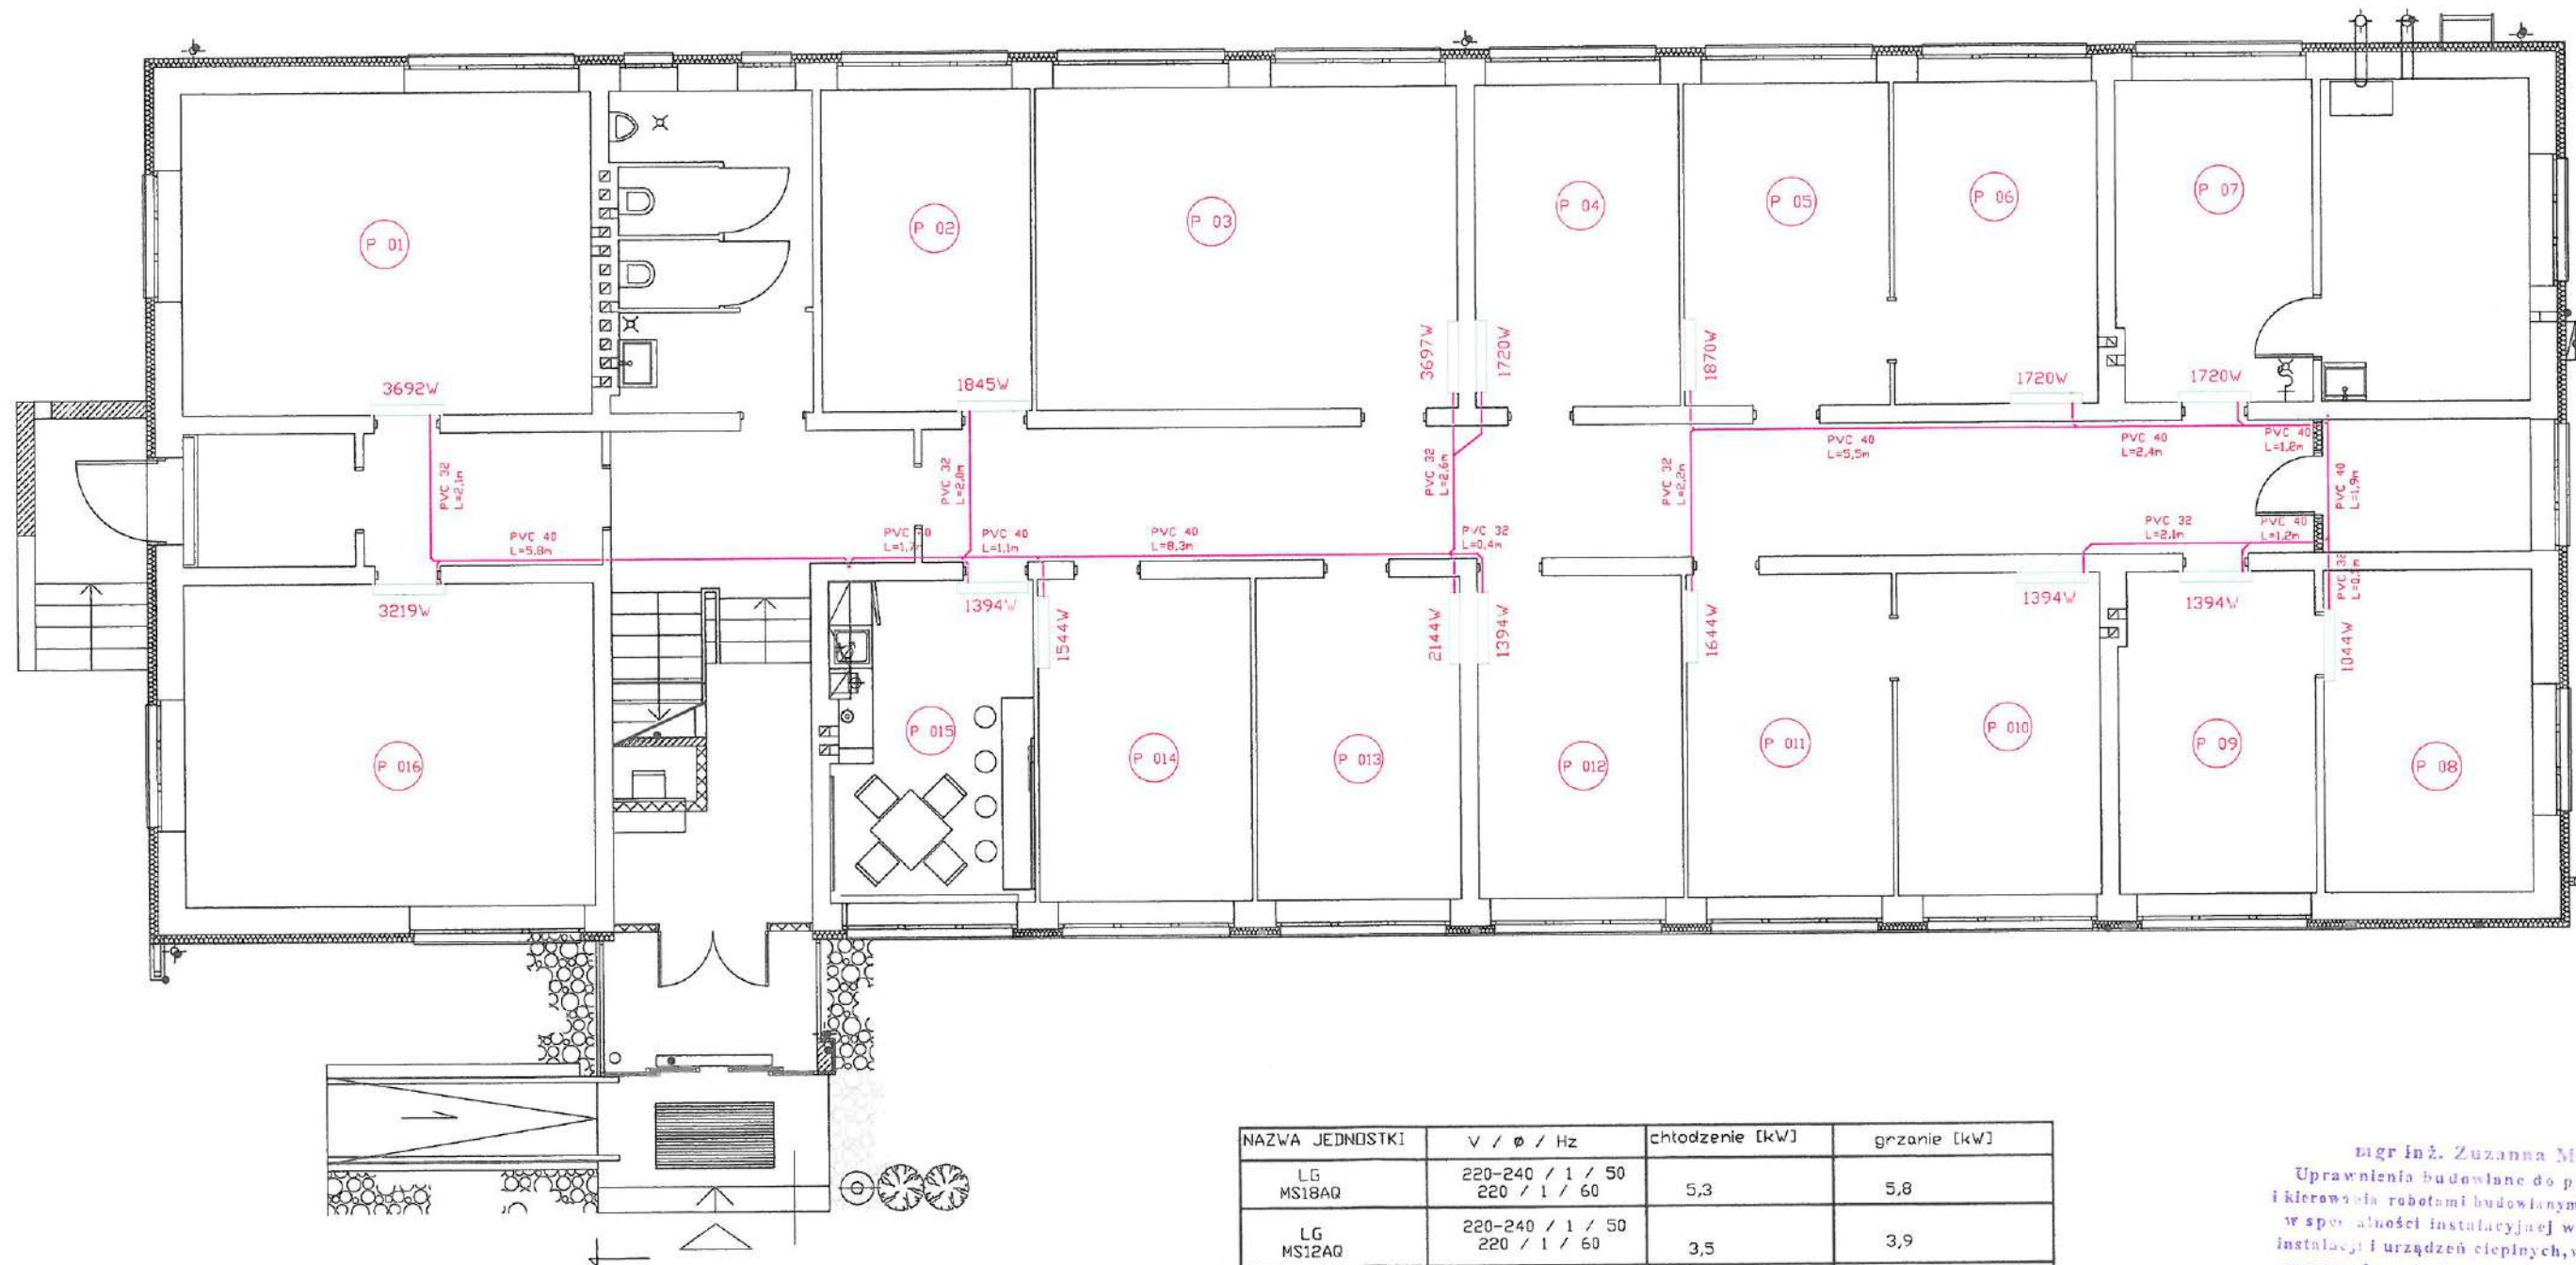 P 01
P 02
P 03
P 04
P 05
P 06
P 07
3692W
1845W
3697W
1720W
1870W
1720W
1720W
PVC 32
L=2,1m
PVC 32
L=2,0m
PVC 32
L=2,6m
PVC 32
L=2,2m
PVC 40
L=5,5m
PVC 40
L=2,4m
PVC 40
L=1,2m
PVC 40
L=1,9m
PVC 40
L=5,8m
PVC
L=1,7
PVC 40
L=1,1m
PVC 40
L=8,3m
PVC 32
L=0,4m
PVC 32
L=2,1m
PVC 40
L=1,2m
PVC 32
3219W
1394W
1544W
2144W
1394W
1644W
1394W
1394W
1044W
P 016
P 015
P 014
P 013
P 012
P 011
P 010
P 09
P 08
NAZWA JEDNOSTKI V / ø / Hz chłodzenie [kW] grzanie [kW]
LG
MS18AQ
220-240 / 1 / 50
220 / 1 / 60
5,3
5,8
LG
MS12AQ
220-240 / 1 / 50
220 / 1 / 60
3,5
3,9
mgr inż. Zuzanna M
Uprawnienia budowlane do p
i kierowania robotami budowlanym
w specjalności instalacyjnej w
instalacji i urządzeń cieplnych,